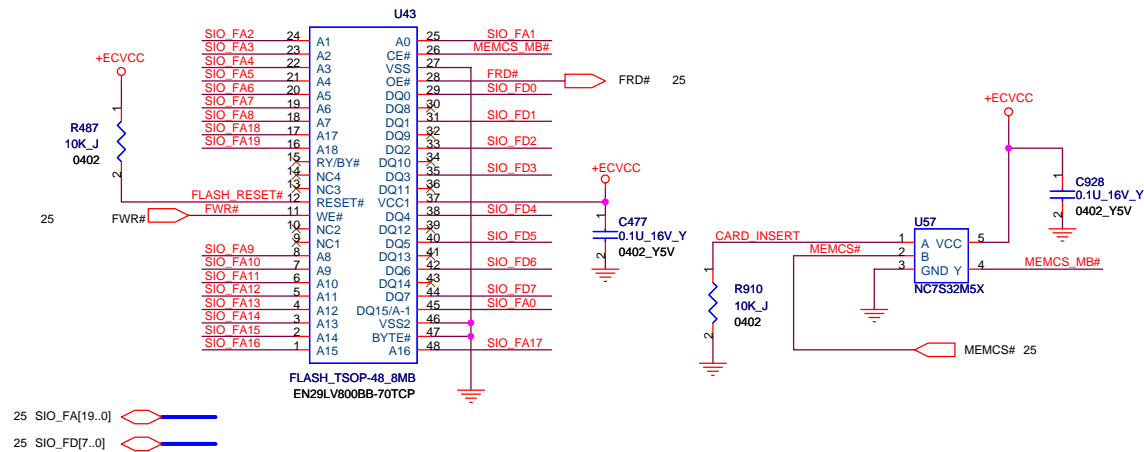 U43
SIO_FA2 24 A1 A0 25 SIO_FA1
SIO_FA3 23 A2 CE# 26 MEMCS_MB#
SIO_FA4 22 A3 VSS 27
SIO_FA5 21 A4 OE# 28 FRD# FRD# 25
SIO_FA6 20 A5 DQ0 29 SIO_FD0
SIO_FA7 19 A6 DQ8 30
SIO_FA8 18 A7 DQ1 31 SIO_FD1
SIO_FA18 17 A17 DQ9 32
SIO_FA19 16 A18 DQ2 33 SIO_FD2
15 RY/BY# DQ10 34
14 NC4 DQ3 35 SIO_FD3
13 NC3 DQ11 36
FLASH_RESET# 12 RESET# VCC1 37
25 FWR# FWR# 11 WE# DQ4 38 SIO_FD4
10 NC2 DQ12 39
9 NC1 DQ5 40 SIO_FD5
SIO_FA9 8 A8 DQ13 41
SIO_FA10 7 A9 DQ6 42 SIO_FD6
SIO_FA11 6 A10 DQ14 43
SIO_FA12 5 A11 DQ7 44 SIO_FD7
SIO_FA13 4 A12 DQ15/A-1 45 SIO_FA0
SIO_FA14 3 A13 VSS2 46
SIO_FA15 2 A14 BYTE# 47
SIO_FA16 1 A15 A16 48 SIO_FA17
FLASH_TSOP-48_8MB
EN29LV800BB-70TCP
+ECVCC
1
R487
10K_J
0402
2
+ECVCC
1
C477
0.1U_16V_Y
0402_Y5V
2
+ECVCC
1
C928
0.1U_16V_Y
0402_Y5V
2
U57
CARD_INSERT 1 A VCC 5
MEMCS# 2 B
3 GND Y 4 MEMCS_MB#
NC7S32M5X
1
R910
10K_J
0402
2
MEMCS# 25
25 SIO_FA[19..0]
25 SIO_FD[7..0]